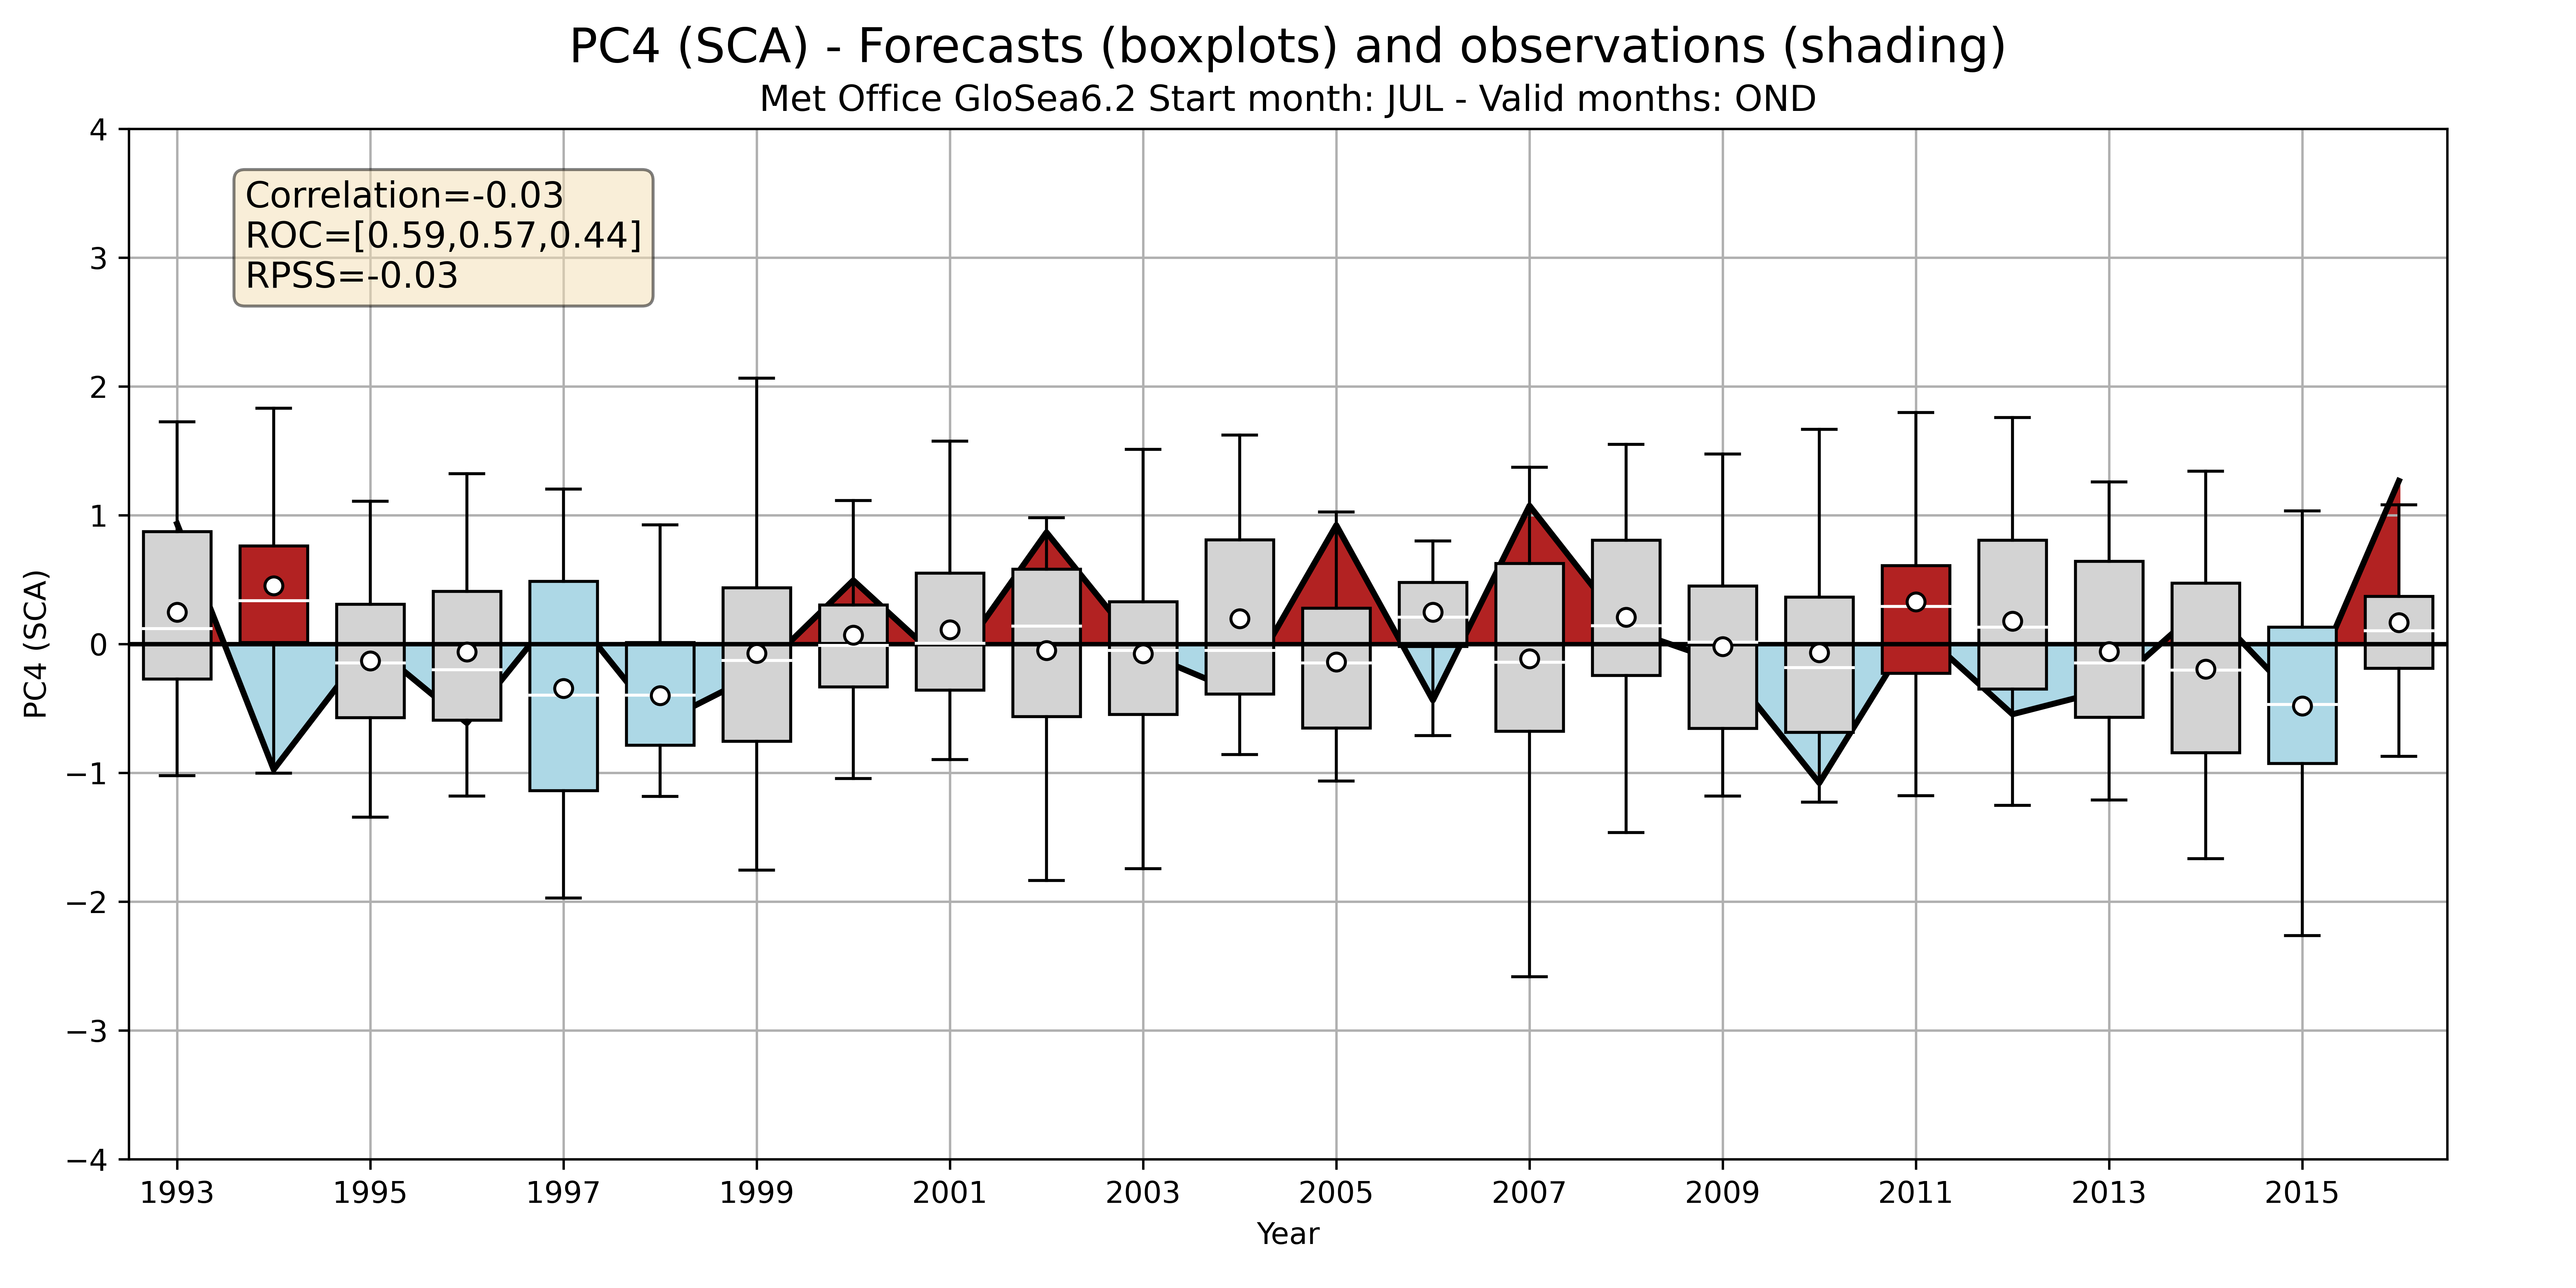 PC4 (SCA) - Forecasts (boxplots) and observations (shading)
Met Office GloSea6.2 Start month: JUL - Valid months: OND
Correlation=-0.03
ROC=[0.59,0.57,0.44]
RPSS=-0.03
PC4 (SCA)
4
3
2
1
0
−1
−2
−3
−4
1993 1995 1997 1999 2001 2003 2005 2007 2009 2011 2013 2015
Year